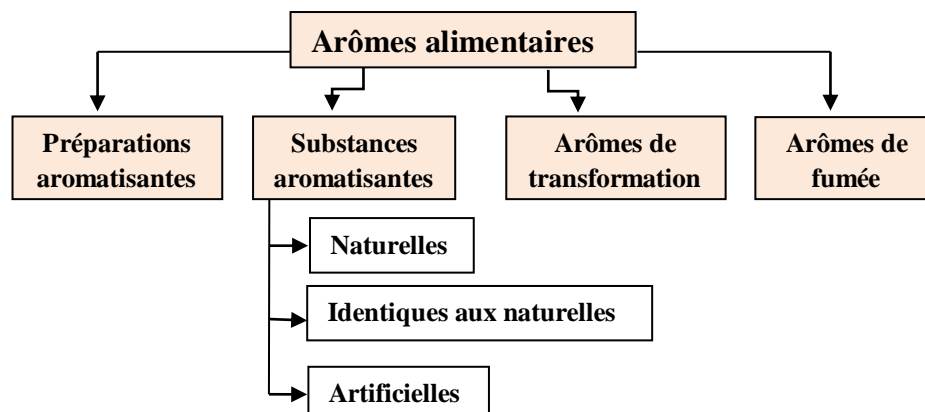 Arômes alimentaires
Préparations
aromatisantes
Substances
aromatisantes
Arômes de
transformation
Arômes de
fumée
Naturelles
Identiques aux naturelles
Artificielles